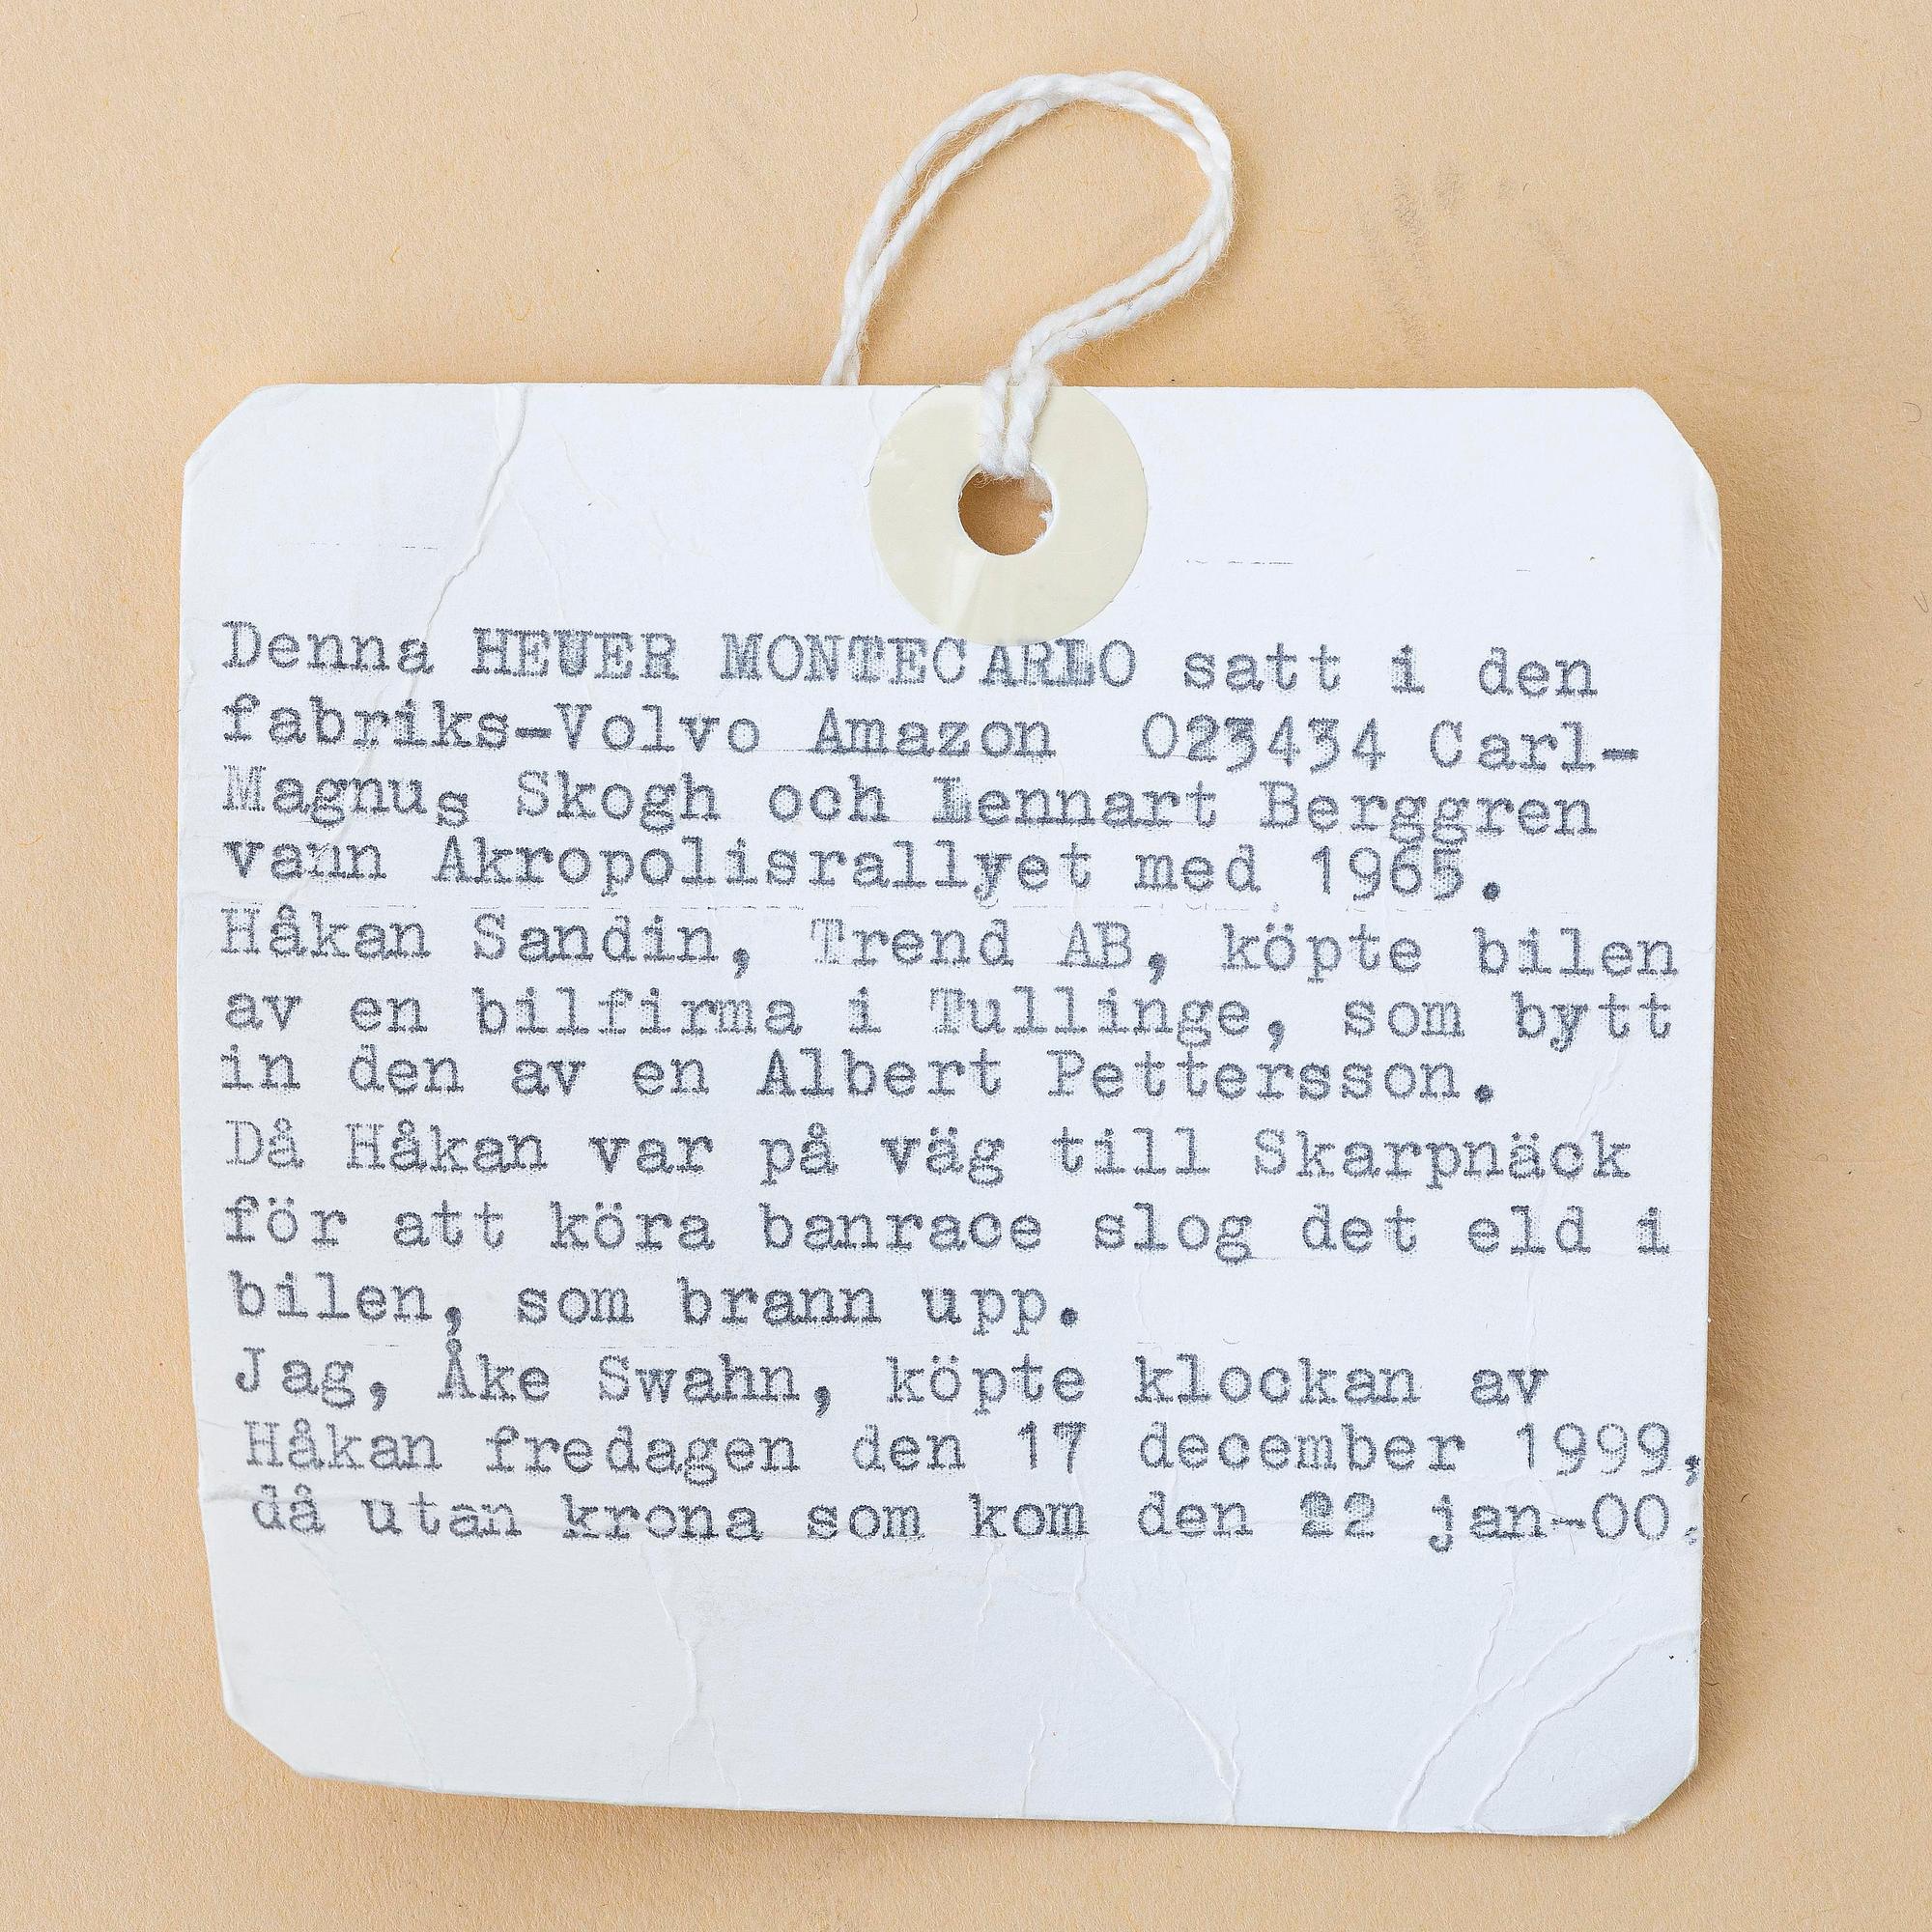 Denna HEUER MONTECARLO satt i den
fabriks-Volvo Amazon 023434 Carl-
Magnus Skogh och Lennart Berggren
vann Akropolisrallyet med 1965.
Håkan Sandin, Trend AB, köpte bilen
av en bilfirma i Tullinge, som bytt
in den av en Albert Pettersson.
Då Håkan var på väg till Skarpnäck
för att köra banrace slog det eld i
bilen, som brann upp.
Jag, Åke Swahn, köpte klockan av
Håkan fredagen den 17 december 1999,
då utan krona som kom den 22 jan-00.